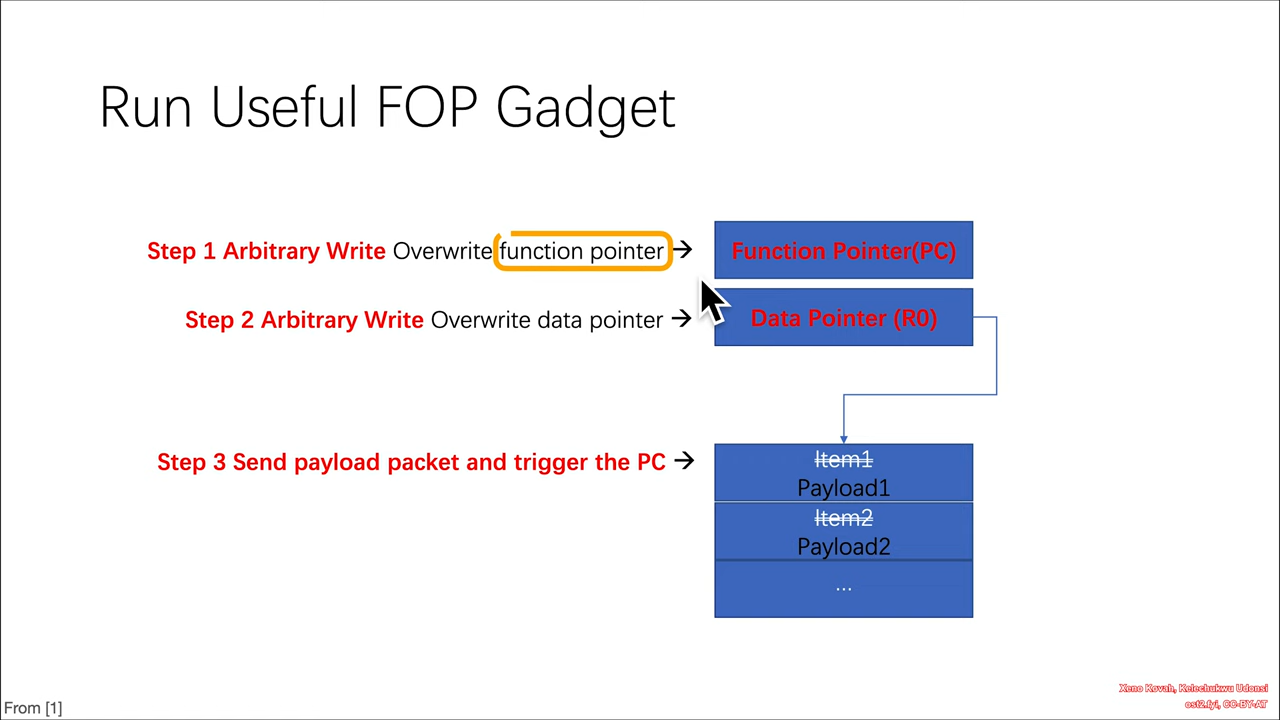 Run Useful FOP Gadget
Step 1 Arbitrary Write Overwrite function pointer →
Function Pointer(PC)
Step 2 Arbitrary Write Overwrite data pointer →
Data Pointer (R0)
Step 3 Send payload packet and trigger the PC →
Item1
Payload1
Item2
Payload2
...
From [1]
Xeno Kovah, Kelechukwu Udonsi
ost2.fyi, CC-BY-AT